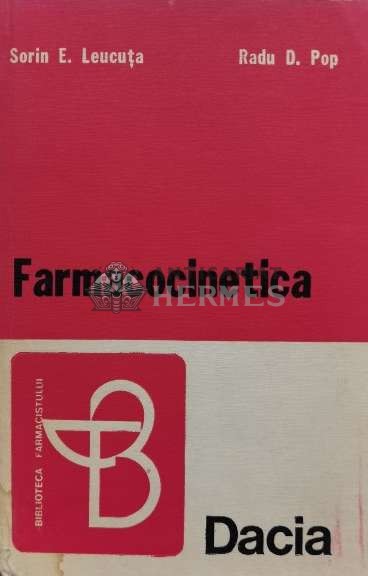 Sorin E. Leucuța
Radu D. Pop
Farmacocinetica
HERMES
BIBLIOTECA FARMACISTULUI
Dacia